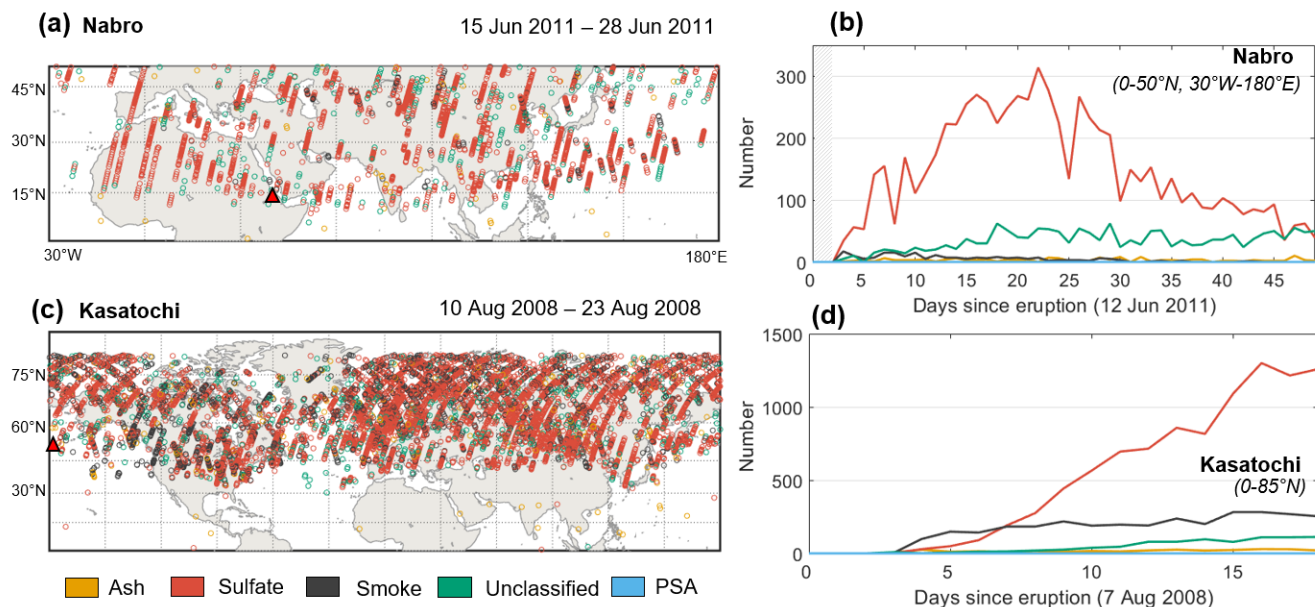 (a) Nabro 15 Jun 2011 – 28 Jun 2011
45°N
30°N
15°N
30°W 180°E
(b)
Nabro
(0-50°N, 30°W-180°E)
300
200
100
0
Number
0 5 10 15 20 25 30 35 40 45
Days since eruption (12 Jun 2011)
(c) Kasatochi 10 Aug 2008 – 23 Aug 2008
75°N
60°N
30°N
(d)
1500
1000
500
0
Number
Kasatochi
(0-85°N)
0 5 10 15
Days since eruption (7 Aug 2008)
Ash Sulfate Smoke Unclassified PSA